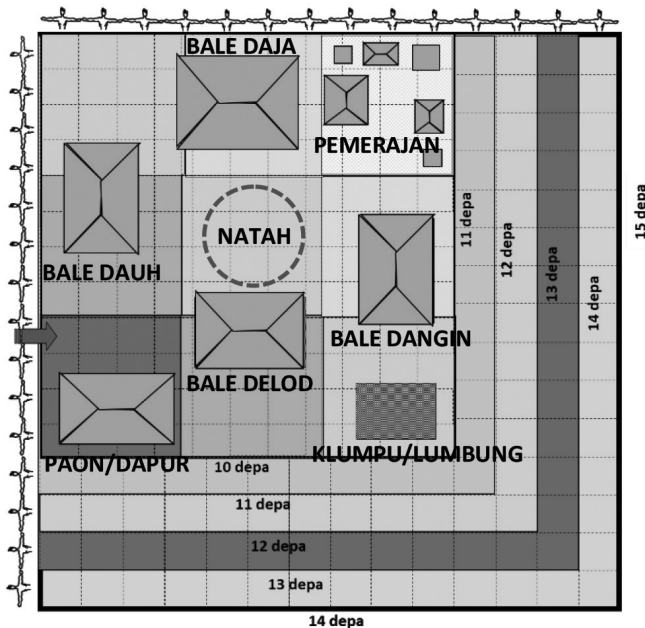 BALE DAJA
PEMERAJAN
NATAH
BALE DAUH
BALE DANGIN
BALE DELOD
PAON/DAPUR
KLUMPU/LUMBUNG
11 depa
12 depa
13 depa
14 depa
15 depa
10 depa
11 depa
12 depa
13 depa
14 depa